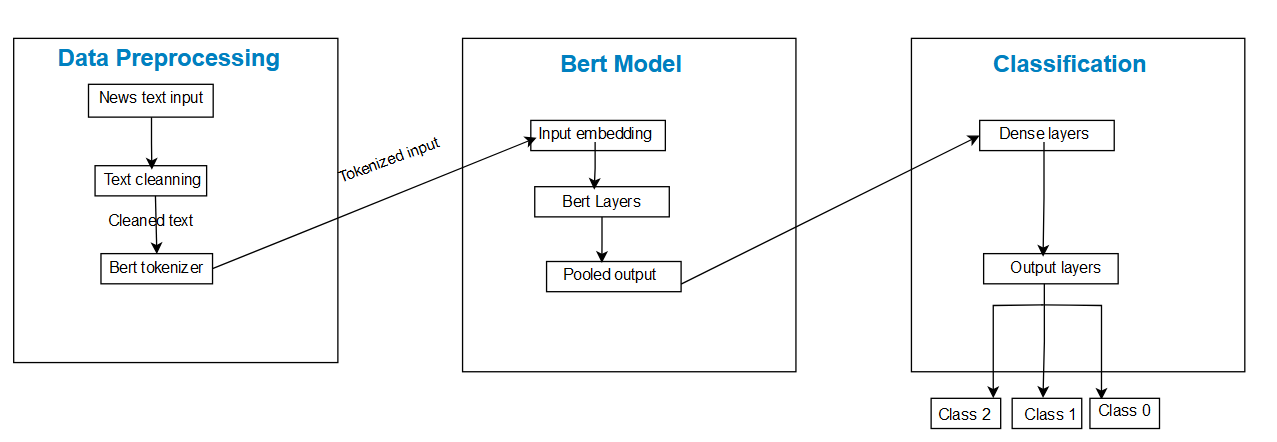 Data Preprocessing
News text input
Text cleanning
Cleaned text
Bert tokenizer
Tokenized input
Bert Model
Input embedding
Bert Layers
Pooled output
Classification
Dense layers
Output layers
Class 2
Class 1
Class 0